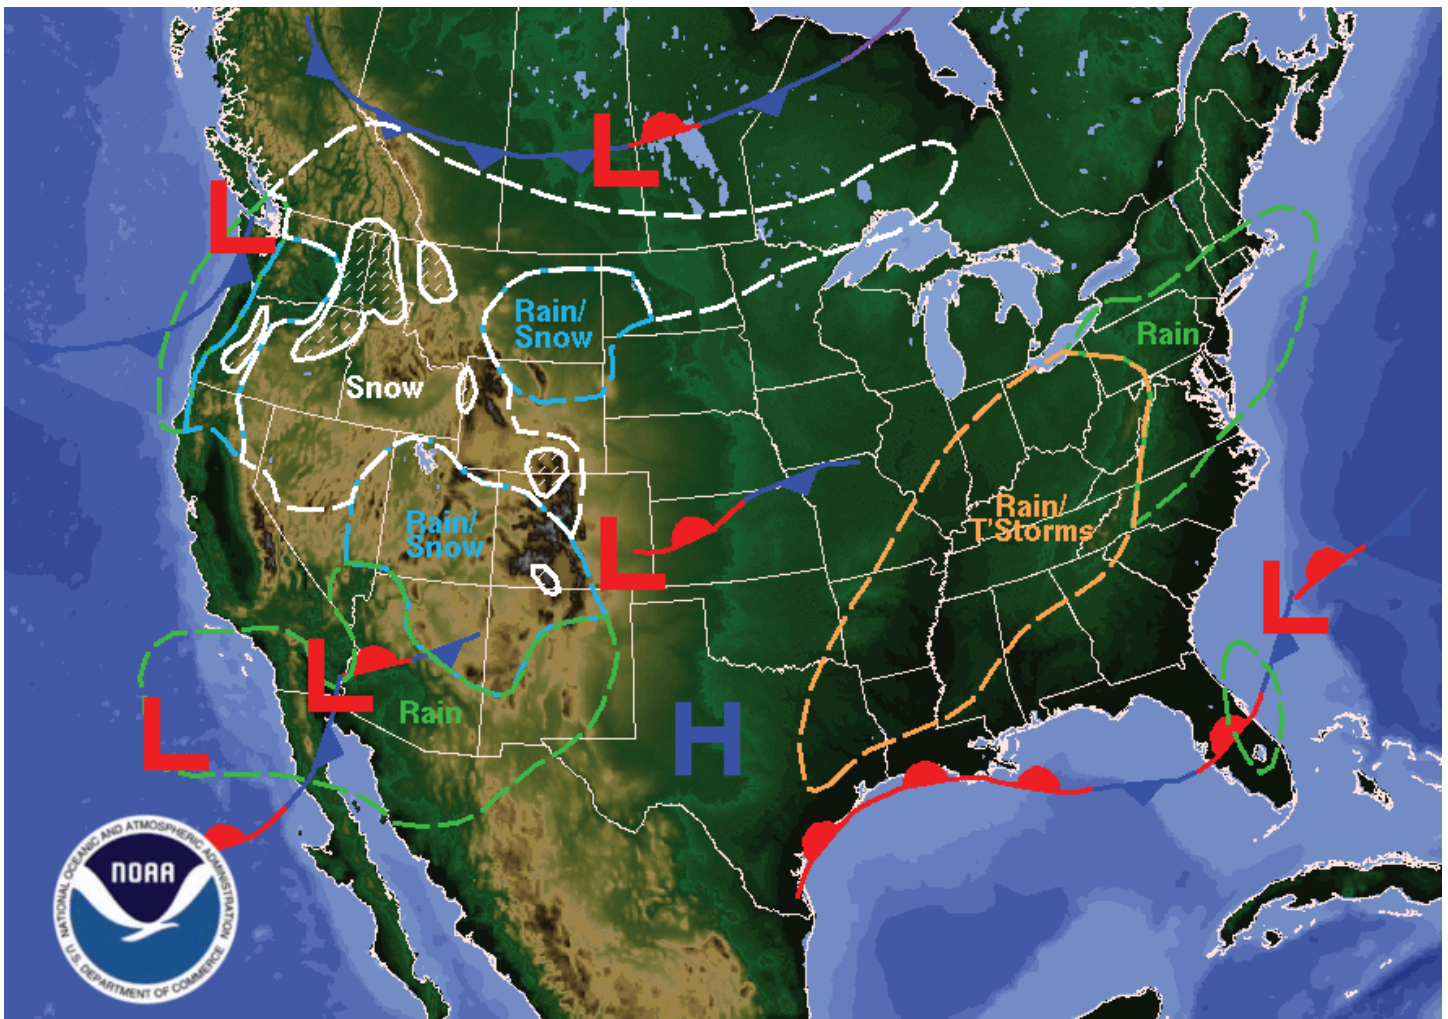 L
L
Rain/
Snow
Rain
Snow
Rain/
Snow
Rain/
T'Storms
L
L
L
Rain
H
L
NATIONAL OCEANIC AND ATMOSPHERIC ADMINISTRATION
NOAA
U.S. DEPARTMENT OF COMMERCE